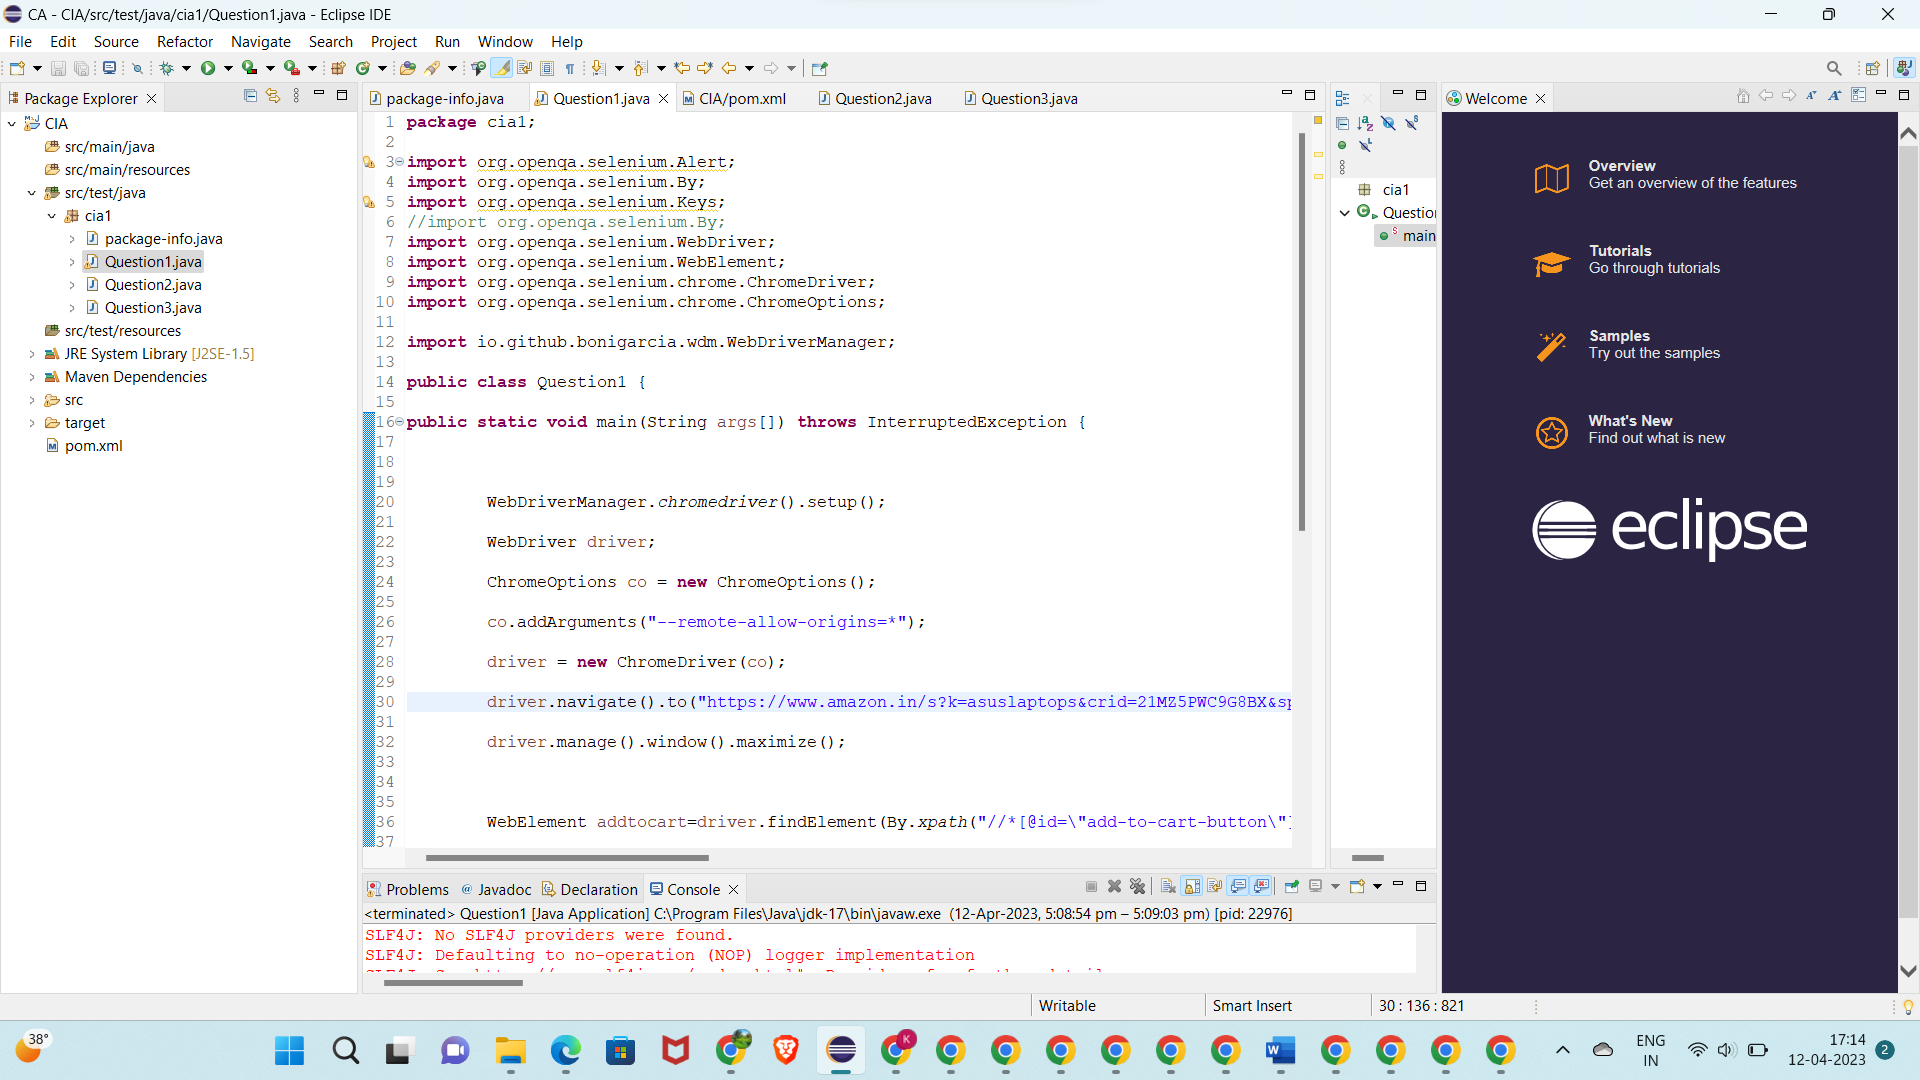 CA - CIA/src/test/java/cia1/Question1.java - Eclipse IDE
File Edit Source Refactor Navigate Search Project Run Window Help
Package Explorer
CIA
src/main/java
src/main/resources
src/test/java
cia1
package-info.java
Question1.java
Question2.java
Question3.java
src/test/resources
JRE System Library [J2SE-1.5]
Maven Dependencies
src
target
pom.xml
package-info.java Question1.java CIA/pom.xml Question2.java Question3.java
1 package cia1;
2
3 import org.openqa.selenium.Alert;
4 import org.openqa.selenium.By;
5 import org.openqa.selenium.Keys;
6 //import org.openqa.selenium.By;
7 import org.openqa.selenium.WebDriver;
8 import org.openqa.selenium.WebElement;
9 import org.openqa.selenium.chrome.ChromeDriver;
10 import org.openqa.selenium.chrome.ChromeOptions;
11
12 import io.github.bonigarcia.wdm.WebDriverManager;
13
14 public class Question1 {
15
16 public static void main(String args[]) throws InterruptedException {
17
18
19
20 WebDriverManager.chromedriver().setup();
21
22 WebDriver driver;
23
24 ChromeOptions co = new ChromeOptions();
25
26 co.addArguments("--remote-allow-origins=*");
27
28 driver = new ChromeDriver(co);
29
30 driver.navigate().to("https://www.amazon.in/s?k=asuslaptops&crid=21MZ5PWC9G8BX&sp
31
32 driver.manage().window().maximize();
33
34
35
36 WebElement addtocart=driver.findElement(By.xpath("//*[@id=\"add-to-cart-button\"]
37
cia1
Question
main
Welcome
Overview
Get an overview of the features
Tutorials
Go through tutorials
Samples
Try out the samples
What's New
Find out what is new
eclipse
Problems Javadoc Declaration Console
<terminated> Question1 [Java Application] C:\Program Files\Java\jdk-17\bin\javaw.exe (12-Apr-2023, 5:08:54 pm – 5:09:03 pm) [pid: 22976]
SLF4J: No SLF4J providers were found.
SLF4J: Defaulting to no-operation (NOP) logger implementation
Writable Smart Insert 30 : 136 : 821
38°
K
ENG
IN
17:14
12-04-2023
2